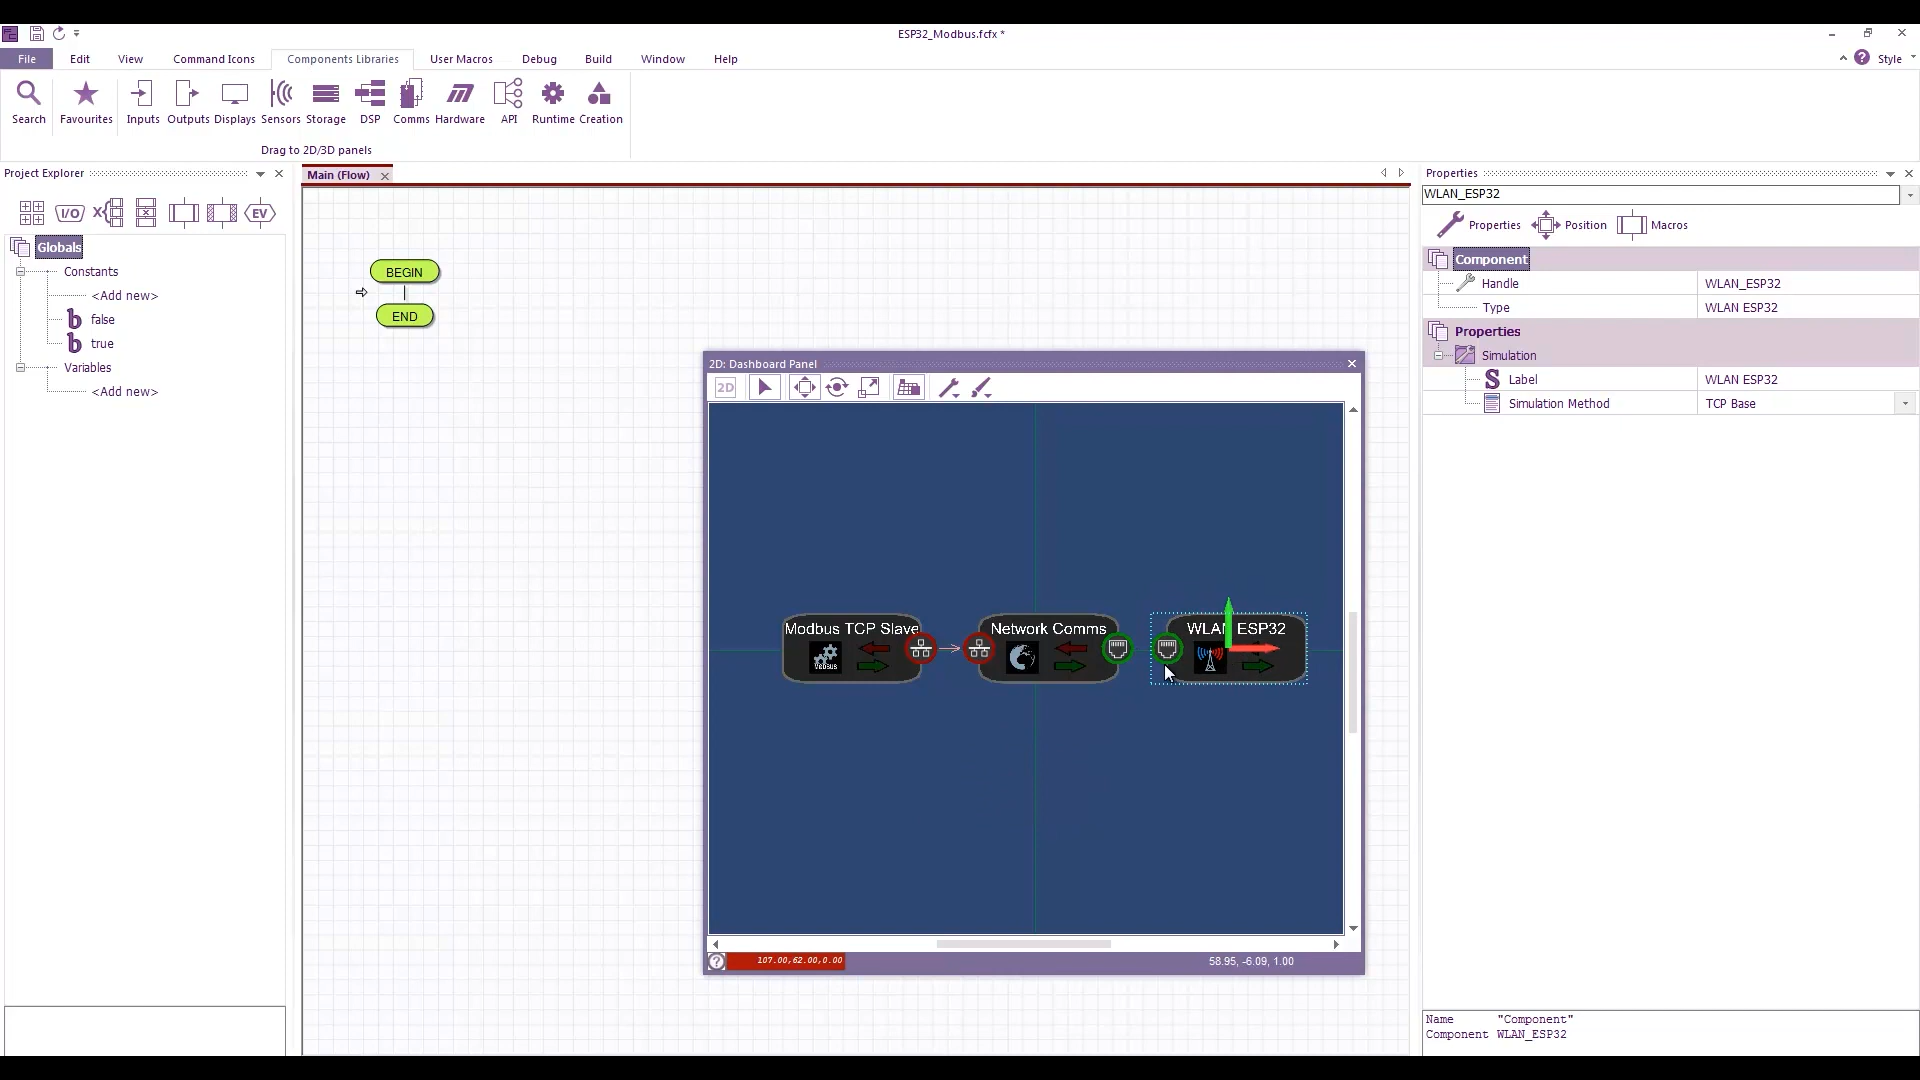 ESP32_Modbus.fcfx *
File Edit View Command Icons Components Libraries User Macros Debug Build Window Help Style
Search Favourites Inputs Outputs Displays Sensors Storage DSP Comms Hardware API Runtime Creation
Drag to 2D/3D panels
Project Explorer
I/O X EV
Globals
Constants
<Add new>
b false
b true
Variables
<Add new>
Main (Flow)
BEGIN
END
2D: Dashboard Panel
2D
Modbus TCP Slave
Network Comms
WLAN ESP32
107.00,62.00,0.00
58.95, -6.09, 1.00
Properties
WLAN_ESP32
Properties Position Macros
Component
Handle WLAN_ESP32
Type WLAN ESP32
Properties
Simulation
S Label WLAN ESP32
Simulation Method TCP Base
Name "Component"
Component WLAN_ESP32